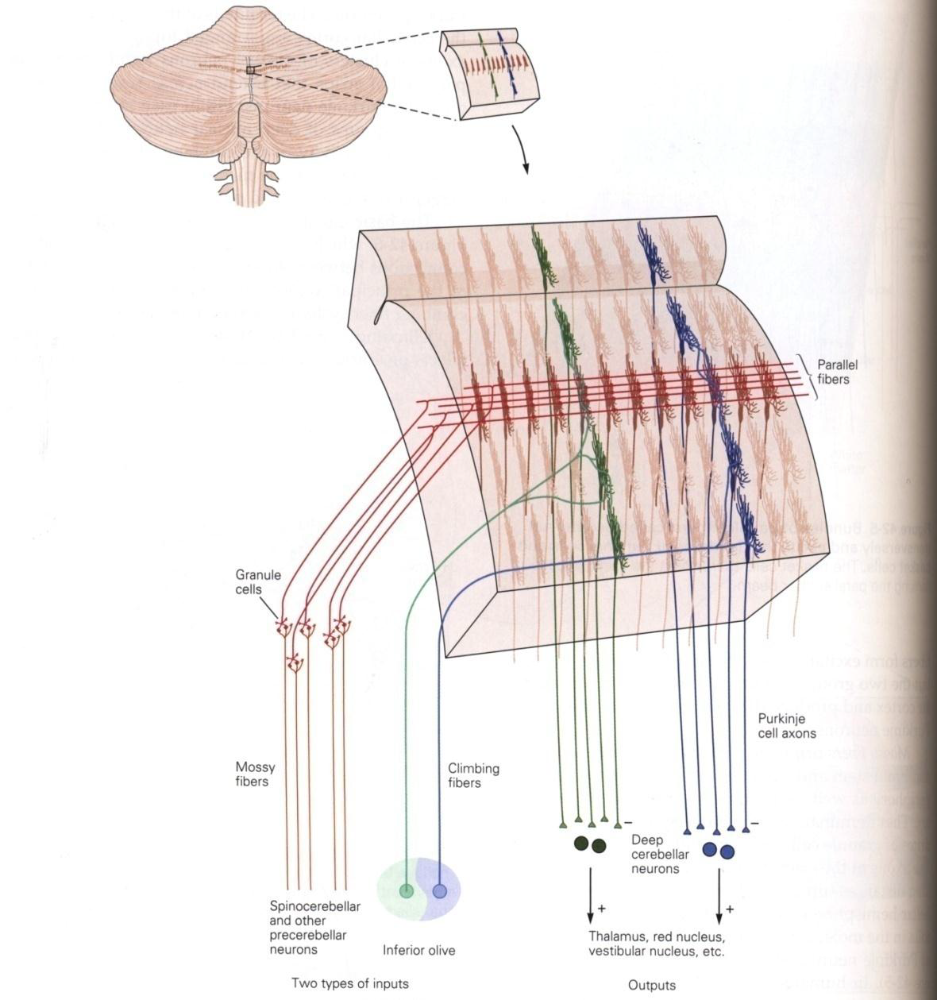 Parallel
fibers
Granule
cells
Mossy
fibers
Climbing
fibers
Purkinje
cell axons
−
−
Deep
cerebellar
neurons
+
+
Spinocerebellar
and other
precerebellar
neurons
Inferior olive
Thalamus, red nucleus,
vestibular nucleus, etc.
Two types of inputs
Outputs